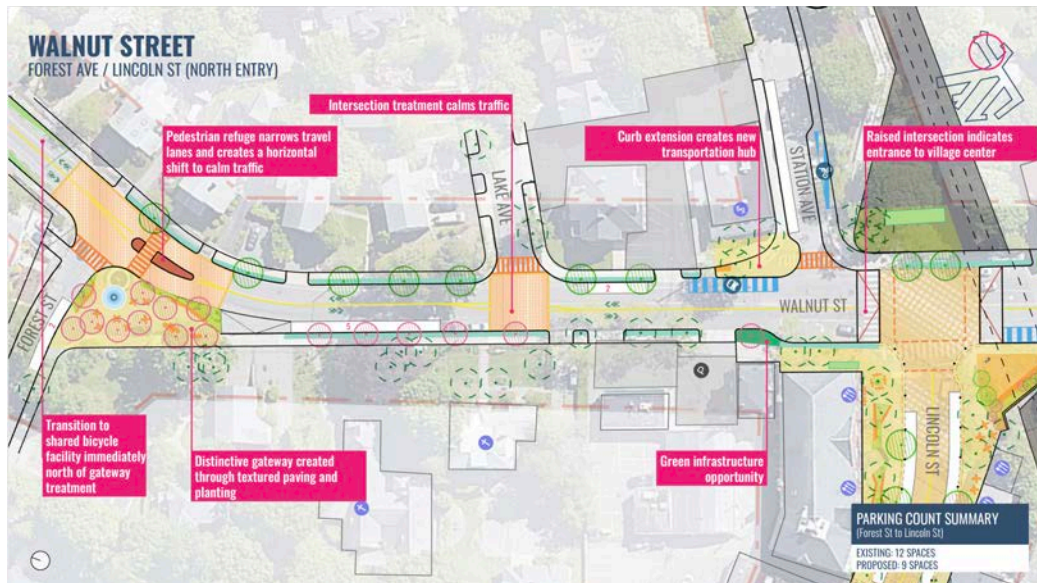 WALNUT STREET
FOREST AVE / LINCOLN ST (NORTH ENTRY)
Intersection treatment calms traffic
Pedestrian refuge narrows travel
lanes and creates a horizontal
shift to calm traffic
Curb extension creates new
transportation hub
Raised intersection indicates
entrance to village center
LAKE AVE
4
STATION AVE
2
WALNUT ST
FOREST ST
2
5
LINCOLN ST
Transition to
shared bicycle
facility immediately
north of gateway
treatment
Distinctive gateway created
through textured paving and
planting
Green infrastructure
opportunity
PARKING COUNT SUMMARY
(Forest St to Lincoln St)
EXISTING: 12 SPACES
PROPOSED: 9 SPACES